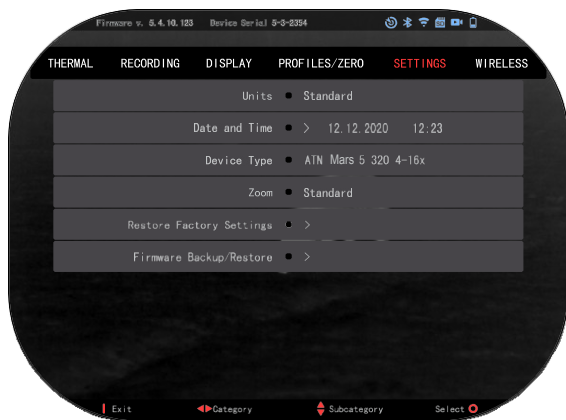 Firmware v. 5.4.10.123 Device Serial 5-3-2354
THERMAL RECORDING DISPLAY PROFILES/ZERO SETTINGS WIRELESS
Units Standard
Date and Time > 12.12.2020 12:23
Device Type ATN Mars 5 320 4-16x
Zoom Standard
Restore Factory Settings >
Firmware Backup/Restore >
Exit Category Subcategory Select